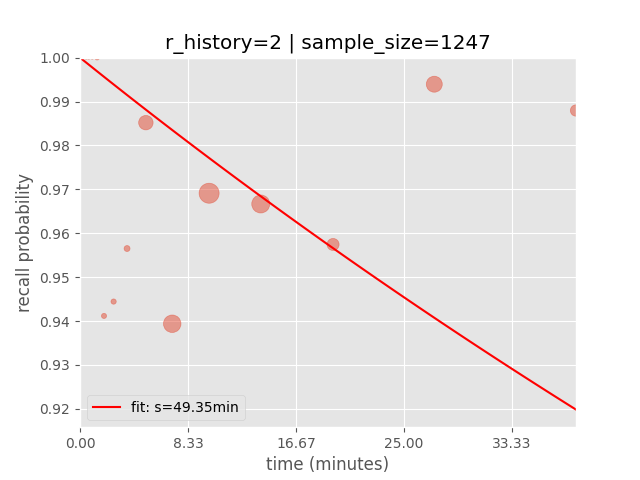 r_history=2 | sample_size=1247
1.00
0.99
0.98
0.97
0.96
0.95
0.94
0.93
0.92
recall probability
fit: s=49.35min
0.00 8.33 16.67 25.00 33.33
time (minutes)